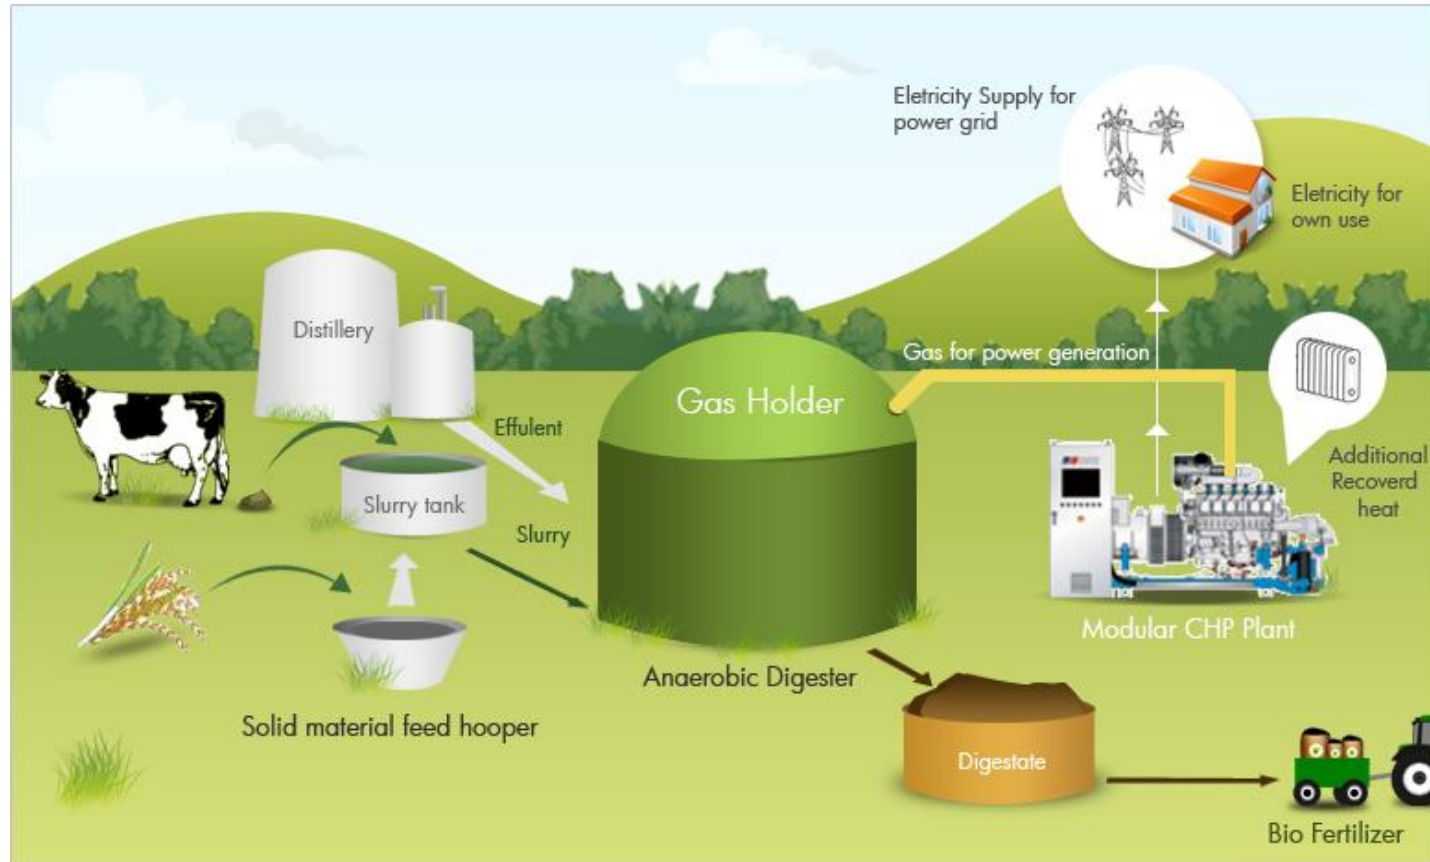 Eletricity Supply for
power grid
Eletricity for
own use
Distillery
Gas for power generation
Gas Holder
Effulent
Additional
Recoverd
heat
Slurry tank
Slurry
Modular CHP Plant
Anaerobic Digester
Solid material feed hooper
Digestate
Bio Fertilizer